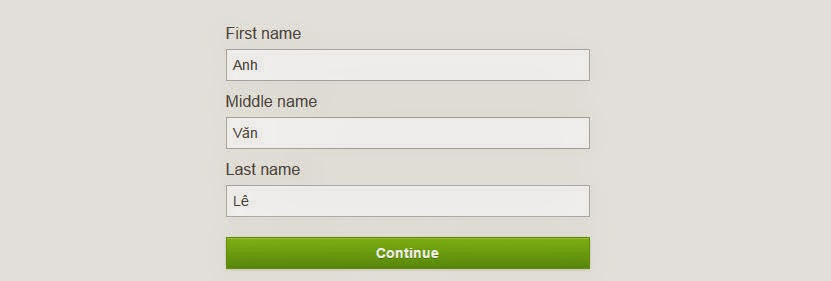 First name
Anh
Middle name
Văn
Last name
Lê
Continue